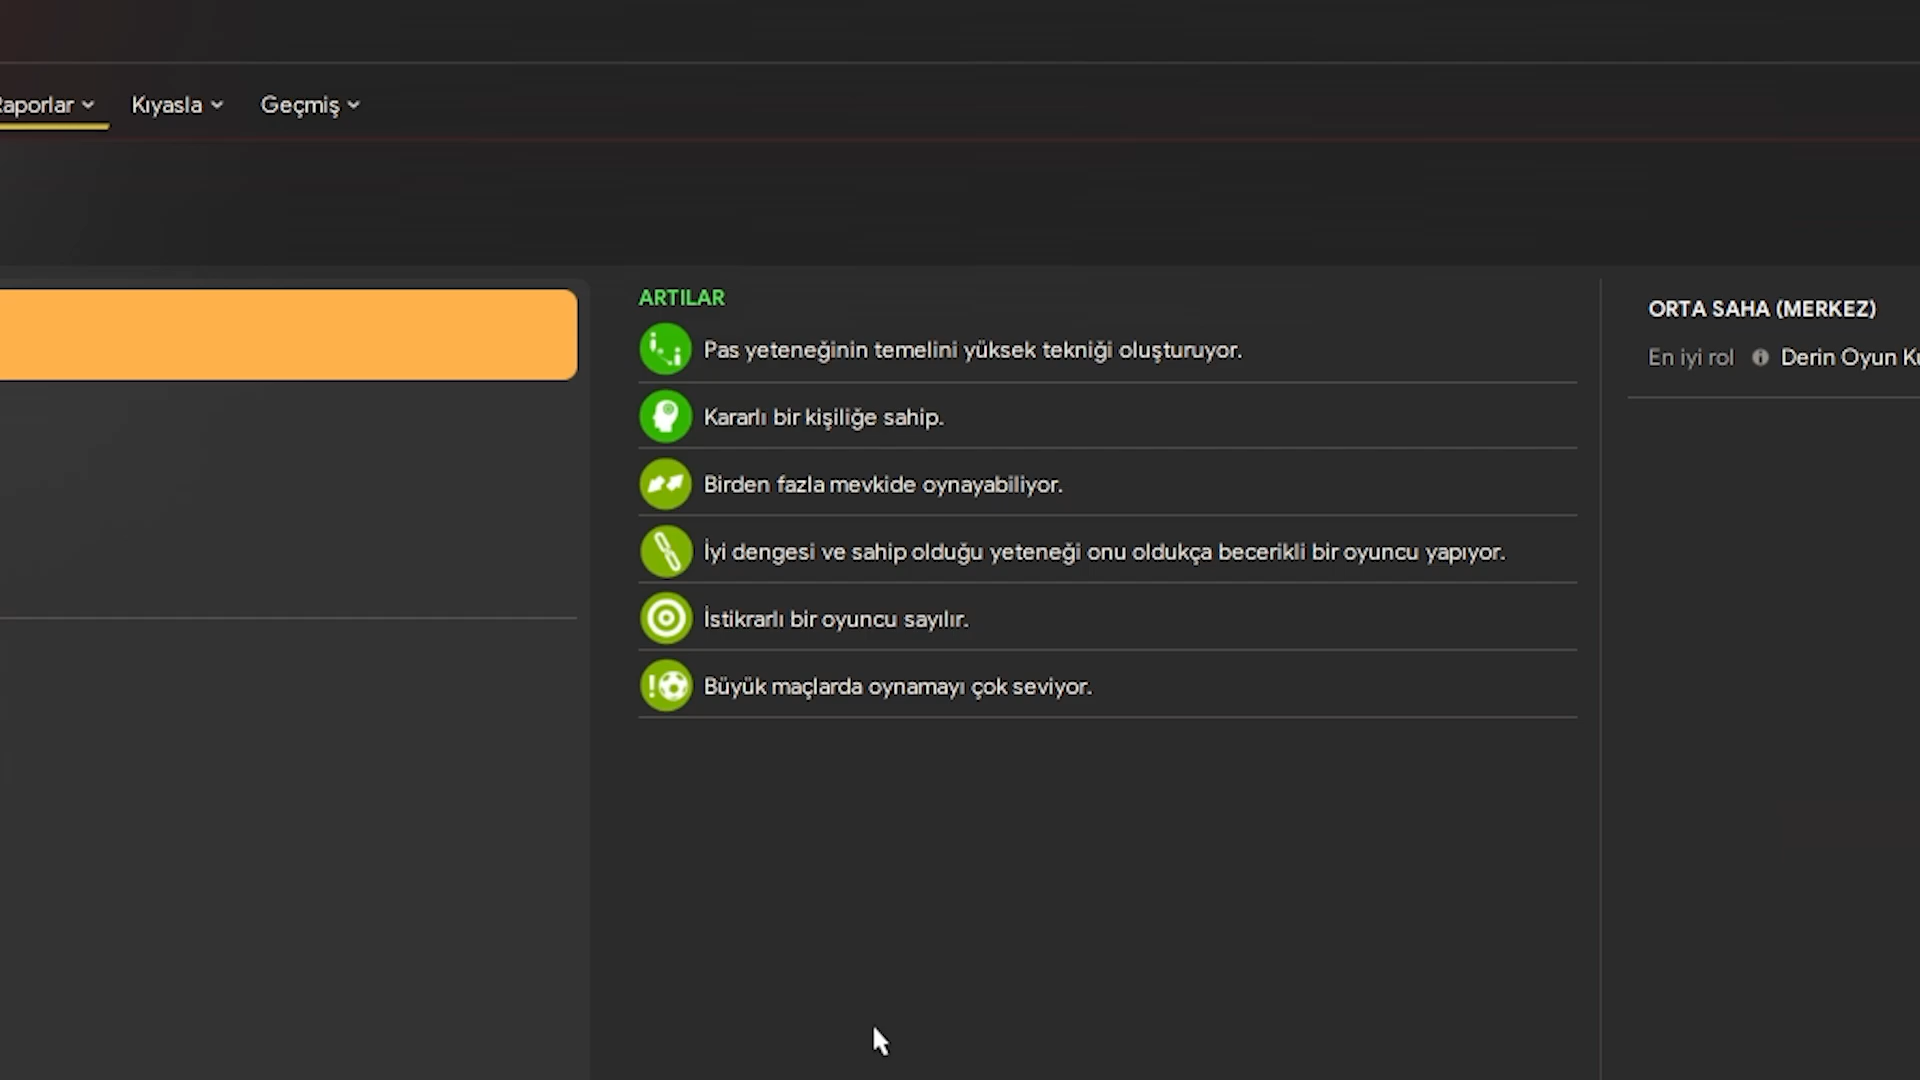 Raporlar
Kıyasla
Geçmiş
ARTILAR
Pas yeteneğinin temelini yüksek tekniği oluşturuyor.
Kararlı bir kişiliğe sahip.
Birden fazla mevkide oynayabiliyor.
İyi dengesi ve sahip olduğu yeteneği onu oldukça becerikli bir oyuncu yapıyor.
İstikrarlı bir oyuncu sayılır.
Büyük maçlarda oynamayı çok seviyor.
ORTA SAHA (MERKEZ)
En iyi rol Derin Oyun